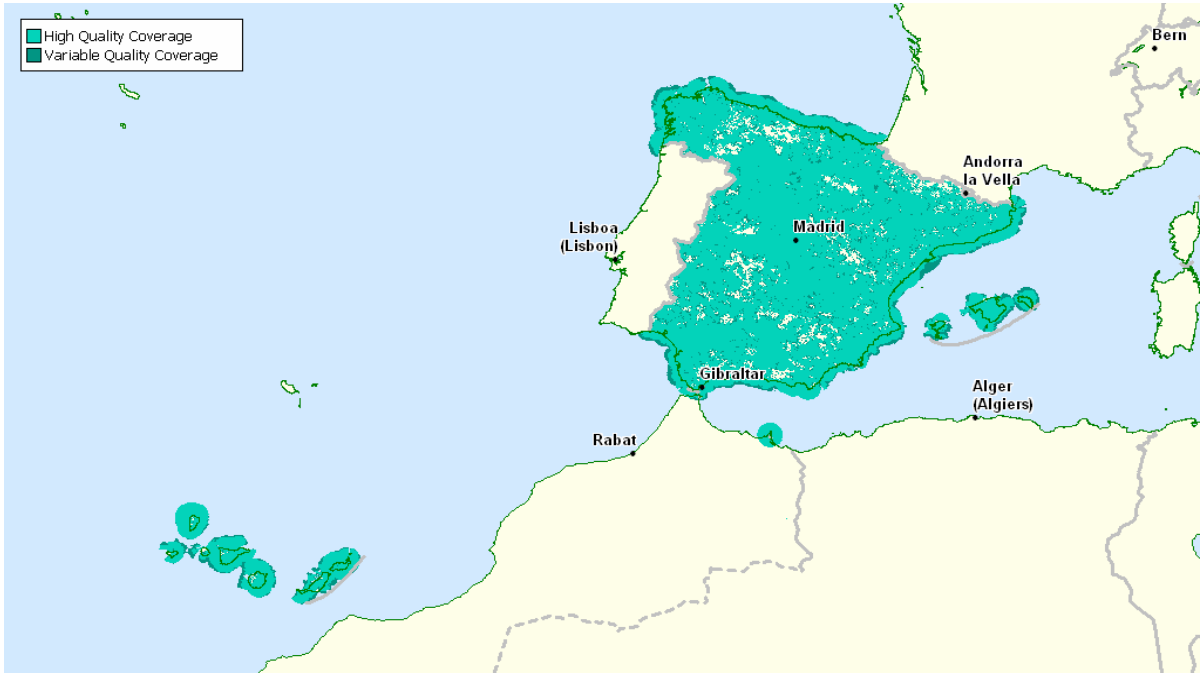 High Quality Coverage
Variable Quality Coverage
Bern
Andorra
la Vella
Lisboa
(Lisbon)
Madrid
Gibraltar
Alger
(Algiers)
Rabat